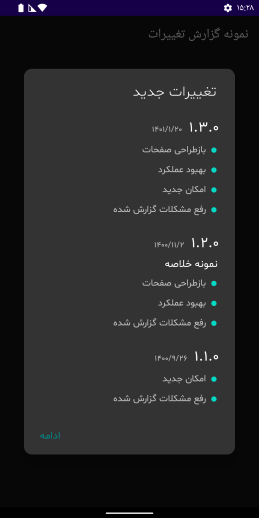 ۱۵:۲۸
نمونه گزارش تغییرات
تغییرات جدید
۱.۳.۰ ۱۴۰۱/۱/۲۰
بازطراحی صفحات
بهبود عملکرد
امکان جدید
رفع مشکلات گزارش شده
۱.۲.۰ ۱۴۰۰/۱۱/۲
نمونه خلاصه
بازطراحی صفحات
بهبود عملکرد
رفع مشکلات گزارش شده
۱.۱.۰ ۱۴۰۰/۹/۲۶
امکان جدید
رفع مشکلات گزارش شده
ادامه